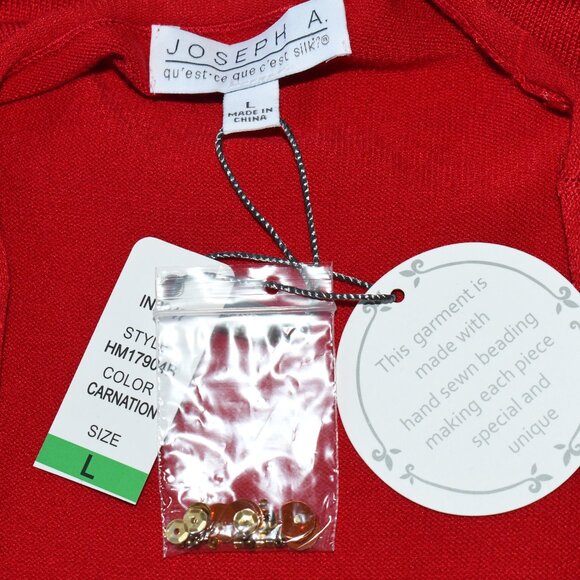 JOSEPH A.
qu'est-ce que c'est silk?®
L
MADE IN
CHINA
STYLE
HM17904
COLOR
CARNATION
SIZE
L
This garment is
made with
hand sewn beading
making each piece
special and
unique